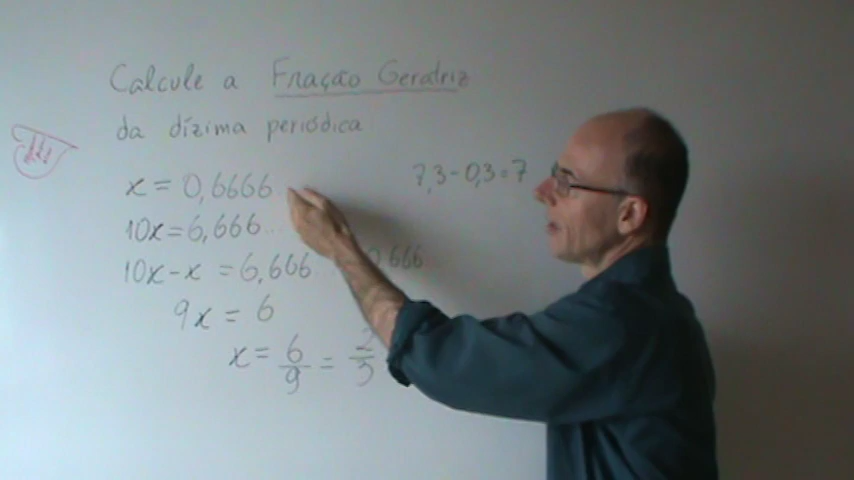 Calcule a Fração Geratriz
da dízima periódica
x = 0,6666
7,3 - 0,3 = 7
10x = 6,666...
10x - x = 6,666 0,666
9x = 6
x = 6/9 = 2/3